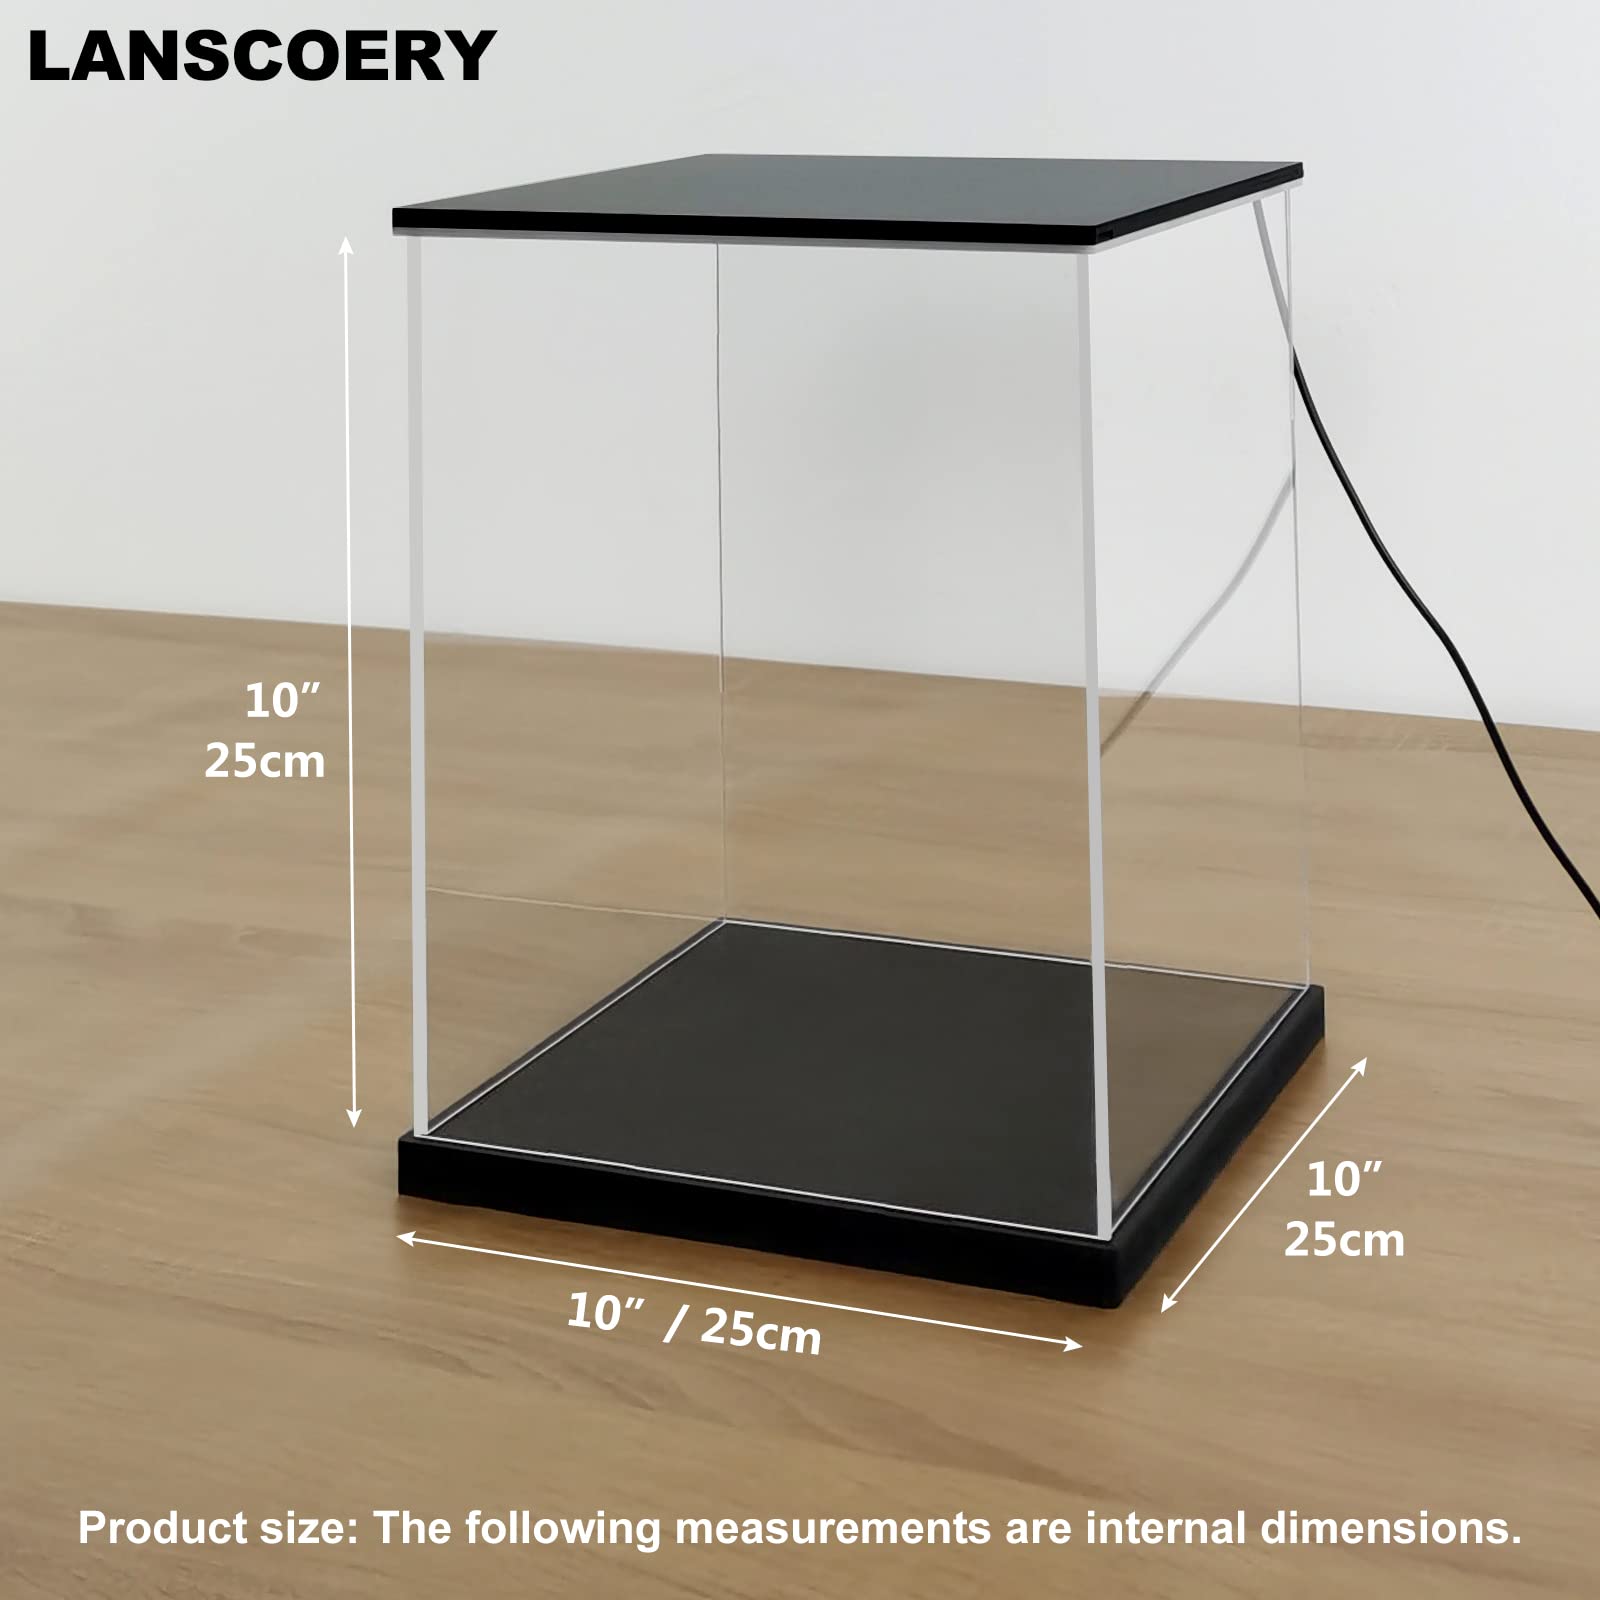 LANSCOERY
10″
25cm
10″
25cm
10″ / 25cm
Product size: The following measurements are internal dimensions.